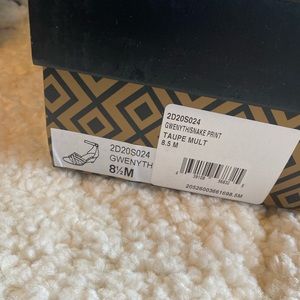 2D20S024
GWENYTH
8½M
2D20S024
GWENYTH/SNAKE PRINT
TAUPE MULT
8.5 M